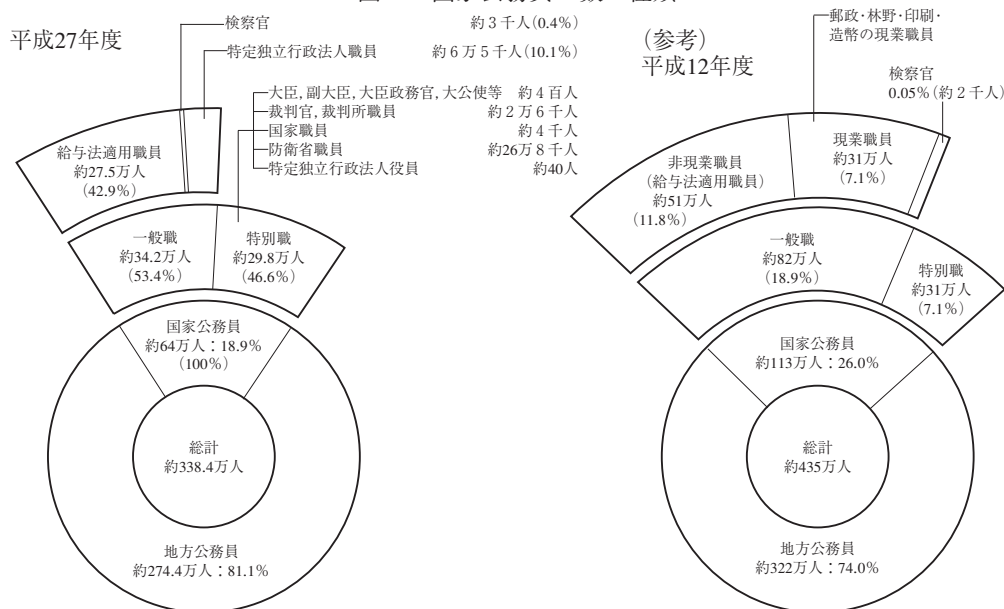 平成27年度
検察官 約3千人(0.4%)
特定独立行政法人職員 約6万5千人(10.1%)
大臣,副大臣,大臣政務官,大公使等 約4百人
裁判官,裁判所職員 約2万6千人
国家職員 約4千人
防衛省職員 約26万8千人
特定独立行政法人役員 約40人
給与法適用職員
約27.5万人
(42.9%)
一般職
約34.2万人
(53.4%)
特別職
約29.8万人
(46.6%)
国家公務員
約64万人:18.9%
(100%)
総計
約338.4万人
地方公務員
約274.4万人:81.1%
(参考)
平成12年度
郵政・林野・印刷・
造幣の現業職員
検察官
0.05%(約2千人)
非現業職員
(給与法適用職員)
約51万人
(11.8%)
現業職員
約31万人
(7.1%)
一般職
約82万人
(18.9%)
特別職
約31万人
(7.1%)
国家公務員
約113万人:26.0%
総計
約435万人
地方公務員
約322万人:74.0%